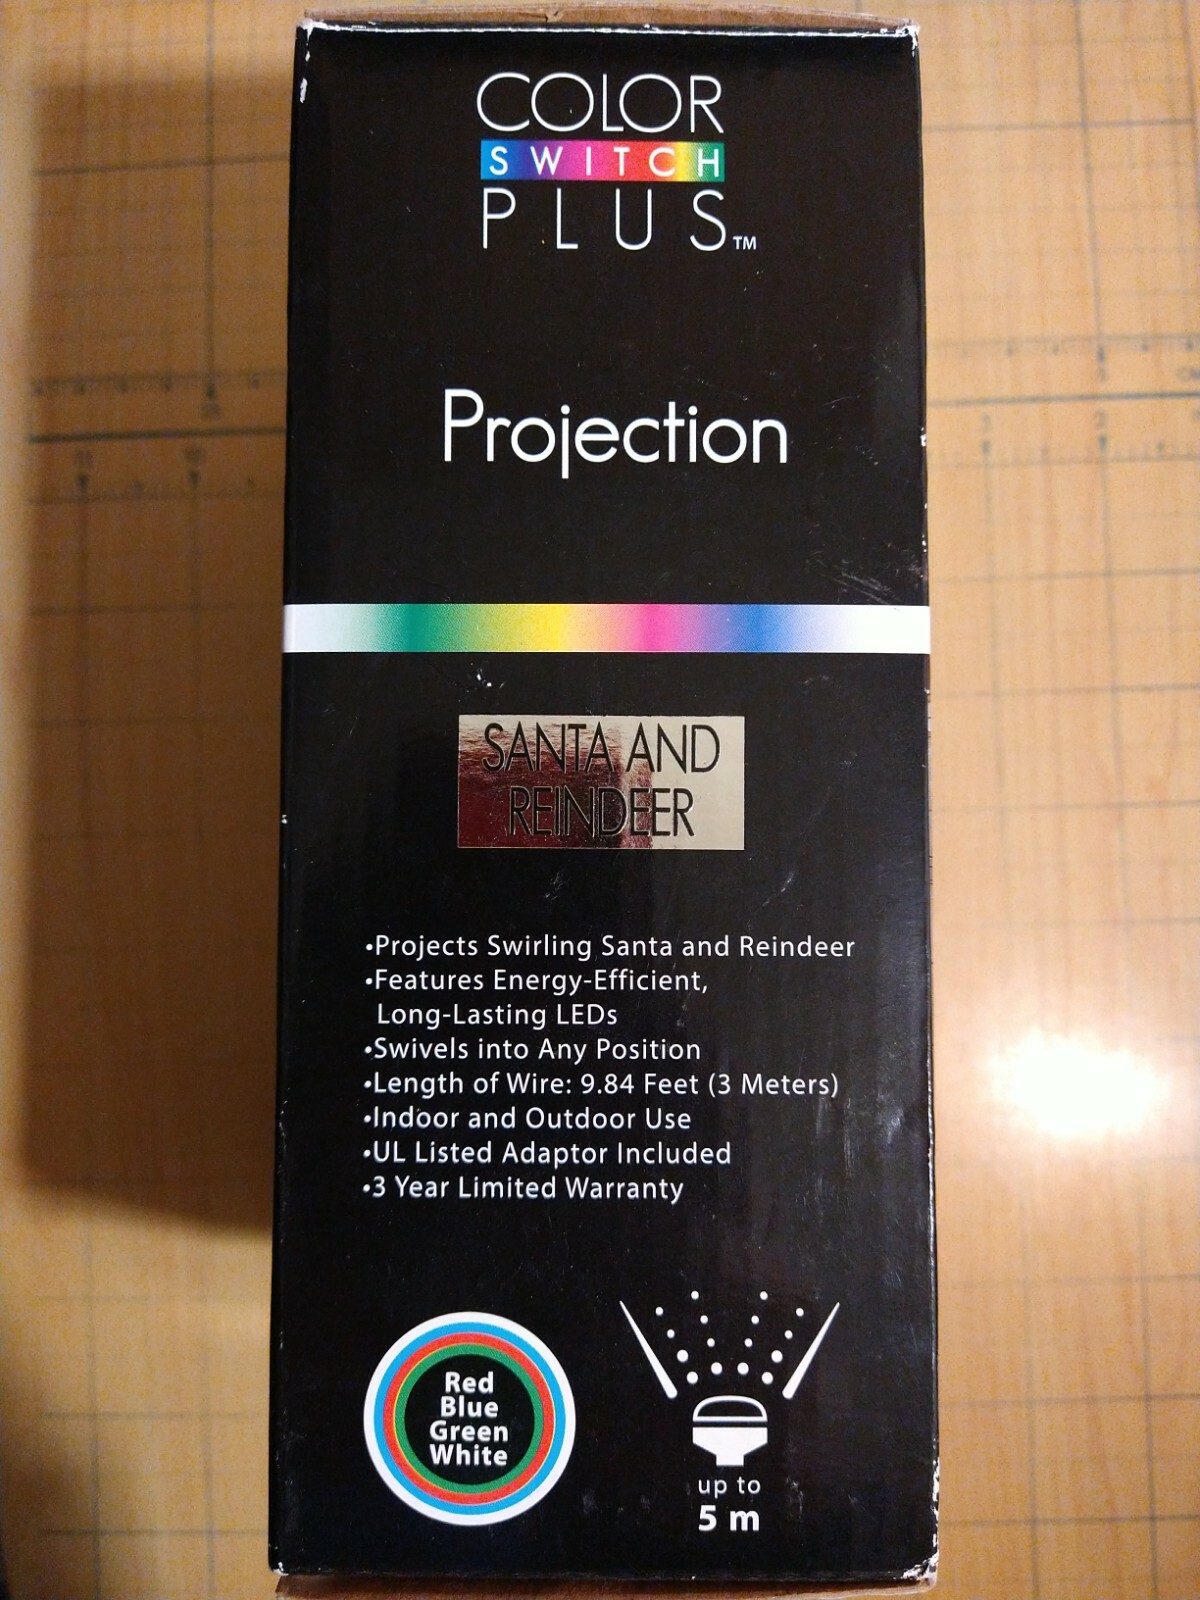 COLOR
SWITCH
PLUS™
Projection
SANTA AND
REINDEER
•Projects Swirling Santa and Reindeer
•Features Energy-Efficient,
Long-Lasting LEDs
•Swivels into Any Position
•Length of Wire: 9.84 Feet (3 Meters)
•Indoor and Outdoor Use
•UL Listed Adaptor Included
•3 Year Limited Warranty
Red
Blue
Green
White
up to
5 m